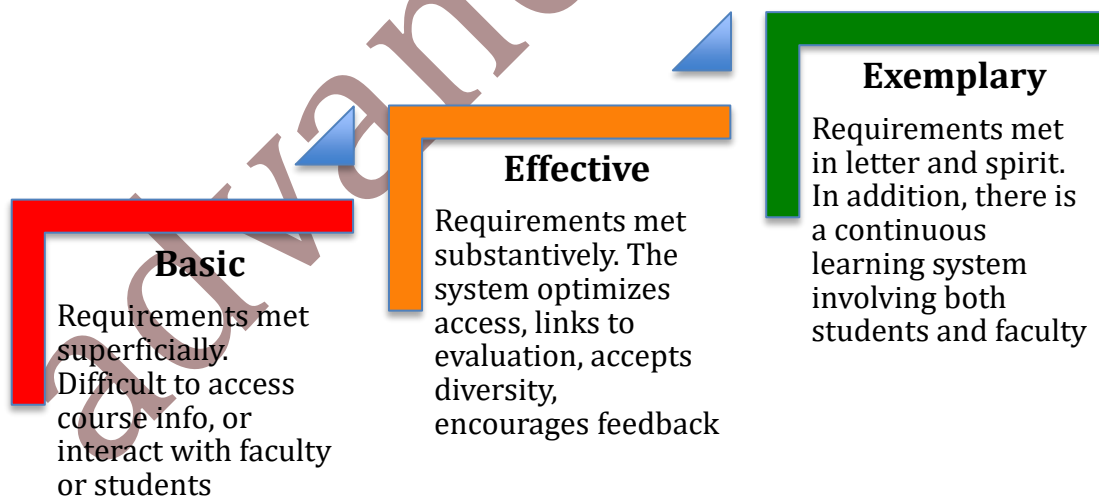 Basic
Requirements met
superficially.
Difficult to access
course info, or
interact with faculty
or students
Effective
Requirements met
substantively. The
system optimizes
access, links to
evaluation, accepts
diversity,
encourages feedback
Exemplary
Requirements met
in letter and spirit.
In addition, there is
a continuous
learning system
involving both
students and faculty